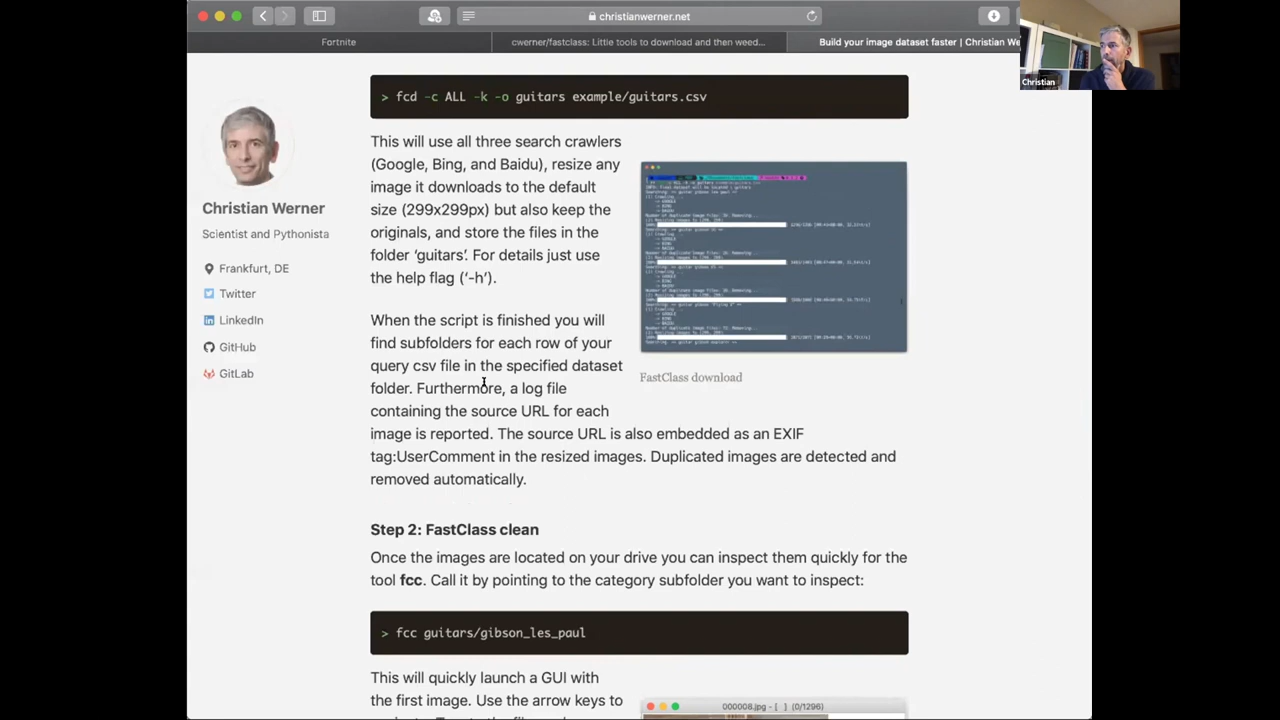 christianwerner.net
Fortnite
cwerner/fastclass: Little tools to download and then weed...
Build your image dataset faster | Christian We
Christian
> fcd -c ALL -k -o guitars example/guitars.csv
This will use all three search crawlers
(Google, Bing, and Baidu), resize any
image it downloads to the default
size (299x299px) but also keep the
originals, and store the files in the
folder 'guitars'. For details just use
the help flag ('-h').
FastClass download
When the script is finished you will
find subfolders for each row of your
query csv file in the specified dataset
folder. Furthermore, a log file
containing the source URL for each
image is reported. The source URL is also embedded as an EXIF
tag:UserComment in the resized images. Duplicated images are detected and
removed automatically.
Christian Werner
Scientist and Pythonista
Frankfurt, DE
Twitter
LinkedIn
GitHub
GitLab
Step 2: FastClass clean
Once the images are located on your drive you can inspect them quickly for the
tool fcc. Call it by pointing to the category subfolder you want to inspect:
> fcc guitars/gibson_les_paul
This will quickly launch a GUI with
the first image. Use the arrow keys to
000008.jpg - [ ] (0/1296)